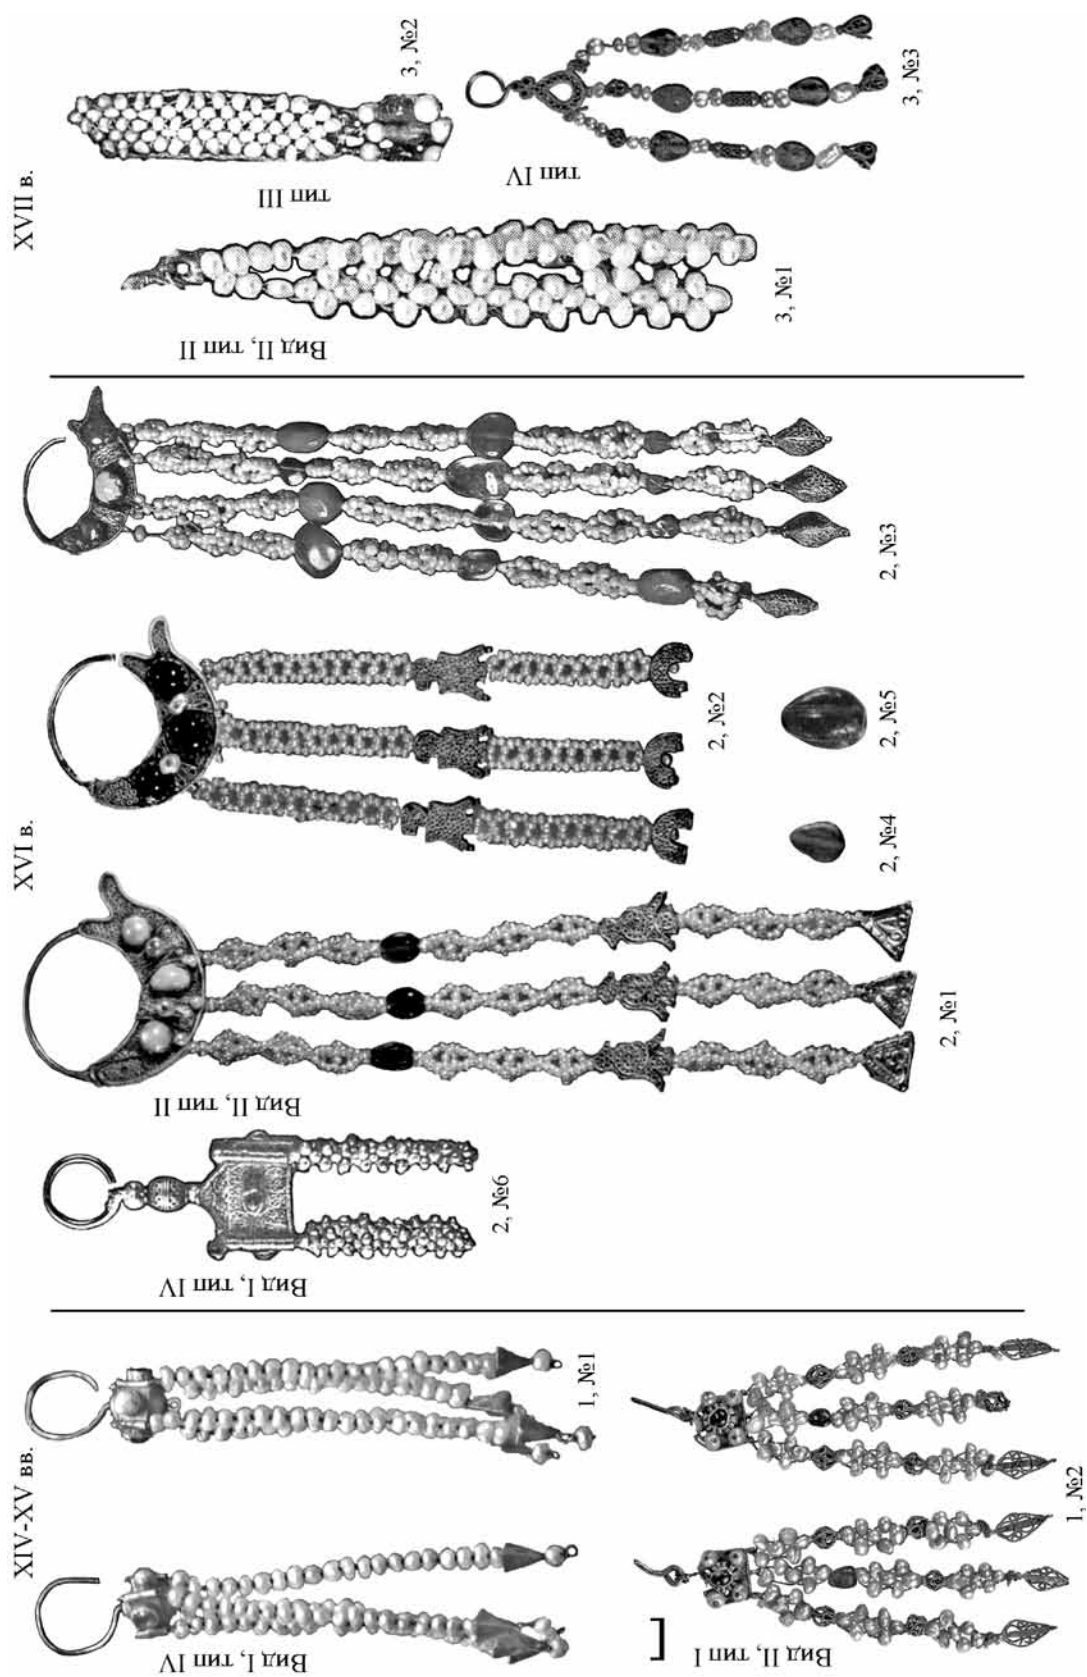 XIV-XV вв.
XVI в.
XVII в.
Вид I, тип IV
1, №1
Вид II, тип I
1, №2
Вид I, тип IV
2, №6
Вид II, тип II
2, №1
2, №2
2, №4
2, №5
2, №3
Вид II, тип II
3, №1
тип III
3, №2
тип IV
3, №3